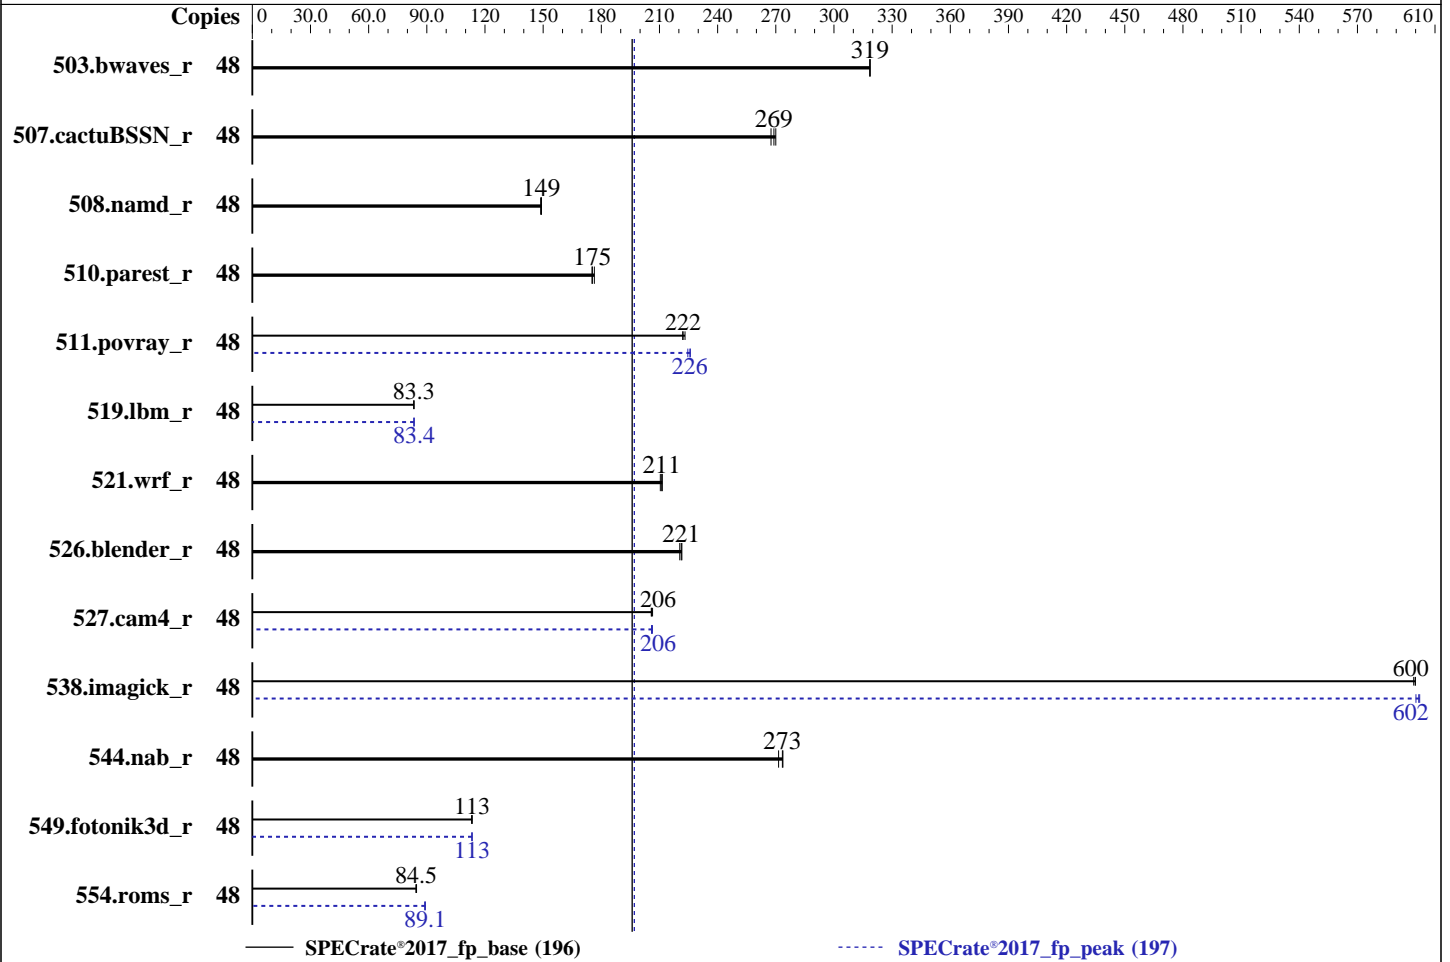 Copies 0 30.0 60.0 90.0 120 150 180 210 240 270 300 330 360 390 420 450 480 510 540 570 610
503.bwaves_r 48 319
507.cactuBSSN_r 48 269
508.namd_r 48 149
510.parest_r 48 175
511.povray_r 48 222
226
519.lbm_r 48 83.3
83.4
521.wrf_r 48 211
526.blender_r 48 221
527.cam4_r 48 206
206
538.imagick_r 48 600
602
544.nab_r 48 273
549.fotonik3d_r 48 113
113
554.roms_r 48 84.5
89.1
SPECrate®2017_fp_base (196) SPECrate®2017_fp_peak (197)